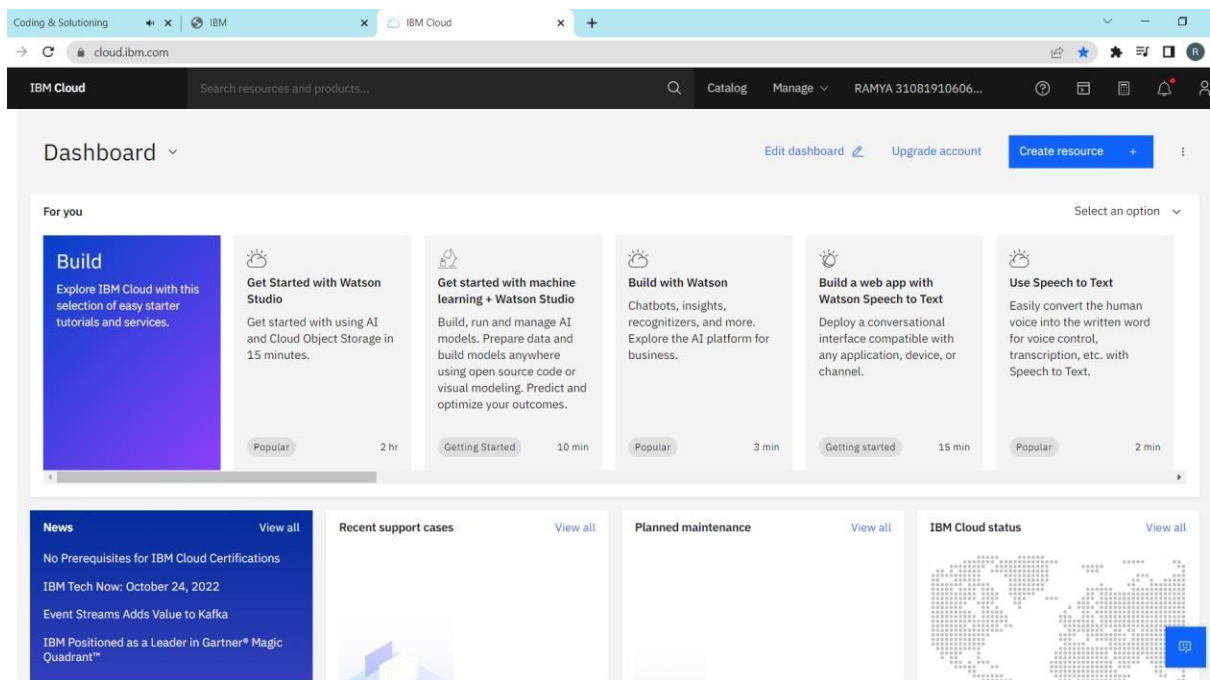 Coding & Solutioning
IBM
IBM Cloud
cloud.ibm.com
R
IBM Cloud
Search resources and products...
Catalog
Manage
RAMYA 31081910606...
Dashboard
Edit dashboard
Upgrade account
Create resource +
For you
Select an option
Build
Explore IBM Cloud with this
selection of easy starter
tutorials and services.
Get Started with Watson
Studio
Get started with using AI
and Cloud Object Storage in
15 minutes.
Popular
2 hr
Get started with machine
learning + Watson Studio
Build, run and manage AI
models. Prepare data and
build models anywhere
using open source code or
visual modeling. Predict and
optimize your outcomes.
Getting Started
10 min
Build with Watson
Chatbots, insights,
recognitizers, and more.
Explore the AI platform for
business.
Popular
3 min
Build a web app with
Watson Speech to Text
Deploy a conversational
interface compatible with
any application, device, or
channel.
Getting started
15 min
Use Speech to Text
Easily convert the human
voice into the written word
for voice control,
transcription, etc. with
Speech to Text.
Popular
2 min
News
View all
No Prerequisites for IBM Cloud Certifications
IBM Tech Now: October 24, 2022
Event Streams Adds Value to Kafka
IBM Positioned as a Leader in Gartner® Magic
Quadrant™
Recent support cases
View all
Planned maintenance
View all
IBM Cloud status
View all